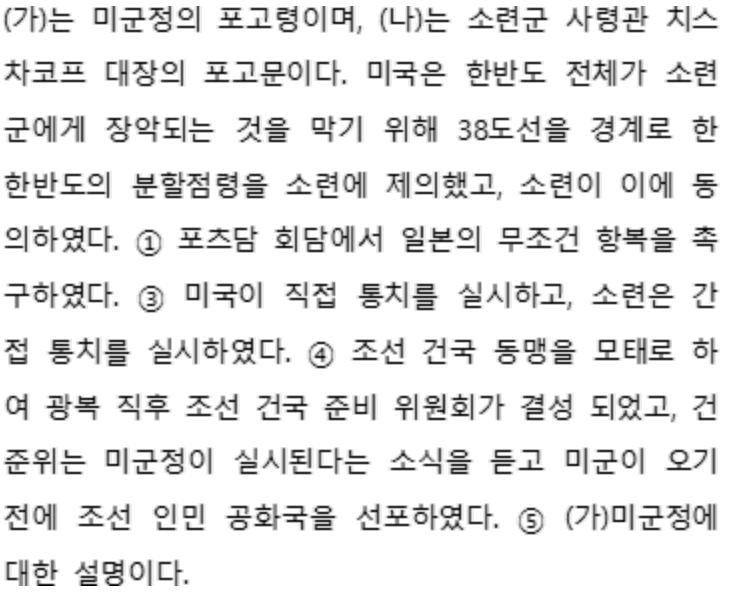 (가)는 미군정의 포고령이며, (나)는 소련군 사령관 치스
차코프 대장의 포고문이다. 미국은 한반도 전체가 소련
군에게 장악되는 것을 막기 위해 38도선을 경계로 한
한반도의 분할점령을 소련에 제의했고, 소련이 이에 동
의하였다. ① 포츠담 회담에서 일본의 무조건 항복을 촉
구하였다. ③ 미국이 직접 통치를 실시하고, 소련은 간
접 통치를 실시하였다. ④ 조선 건국 동맹을 모태로 하
여 광복 직후 조선 건국 준비 위원회가 결성 되었고, 건
준위는 미군정이 실시된다는 소식을 듣고 미군이 오기
전에 조선 인민 공화국을 선포하였다. ⑤ (가)미군정에
대한 설명이다.